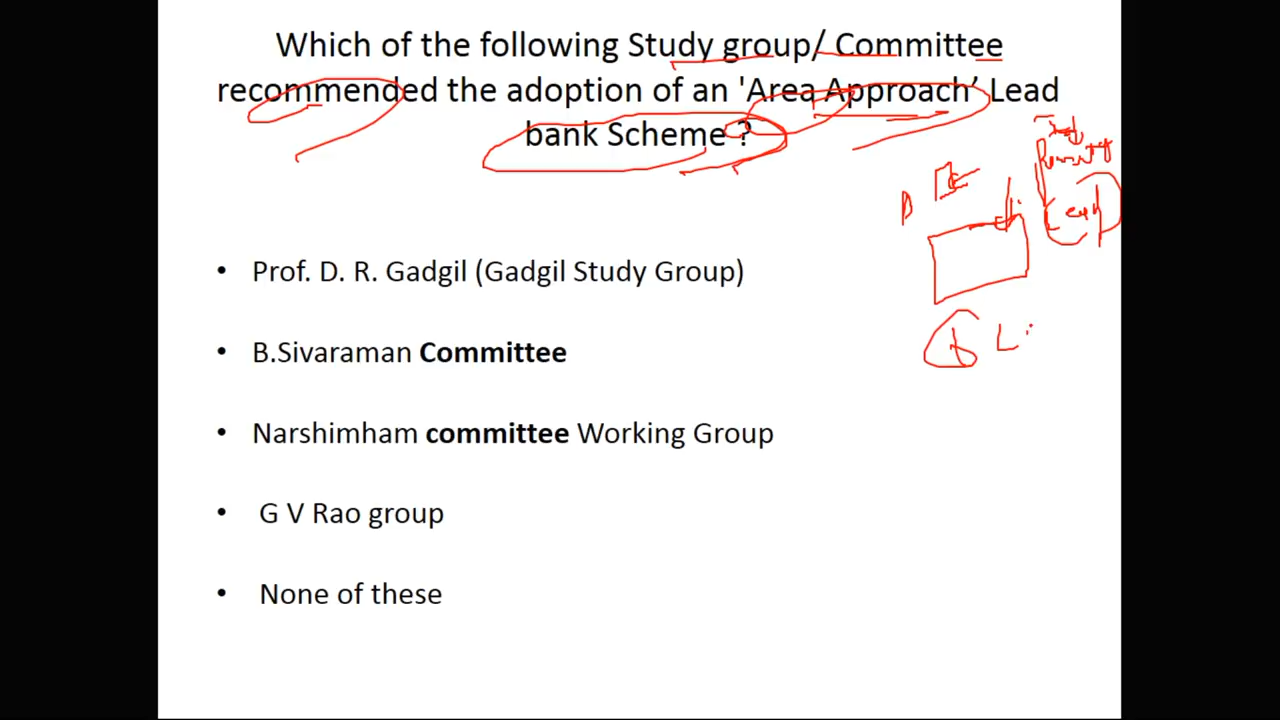 Which of the following Study group/ Committee
recommended the adoption of an 'Area Approach’ Lead
bank Scheme ?
• Prof. D. R. Gadgil (Gadgil Study Group)
• B.Sivaraman Committee
• Narshimham committee Working Group
• G V Rao group
• None of these